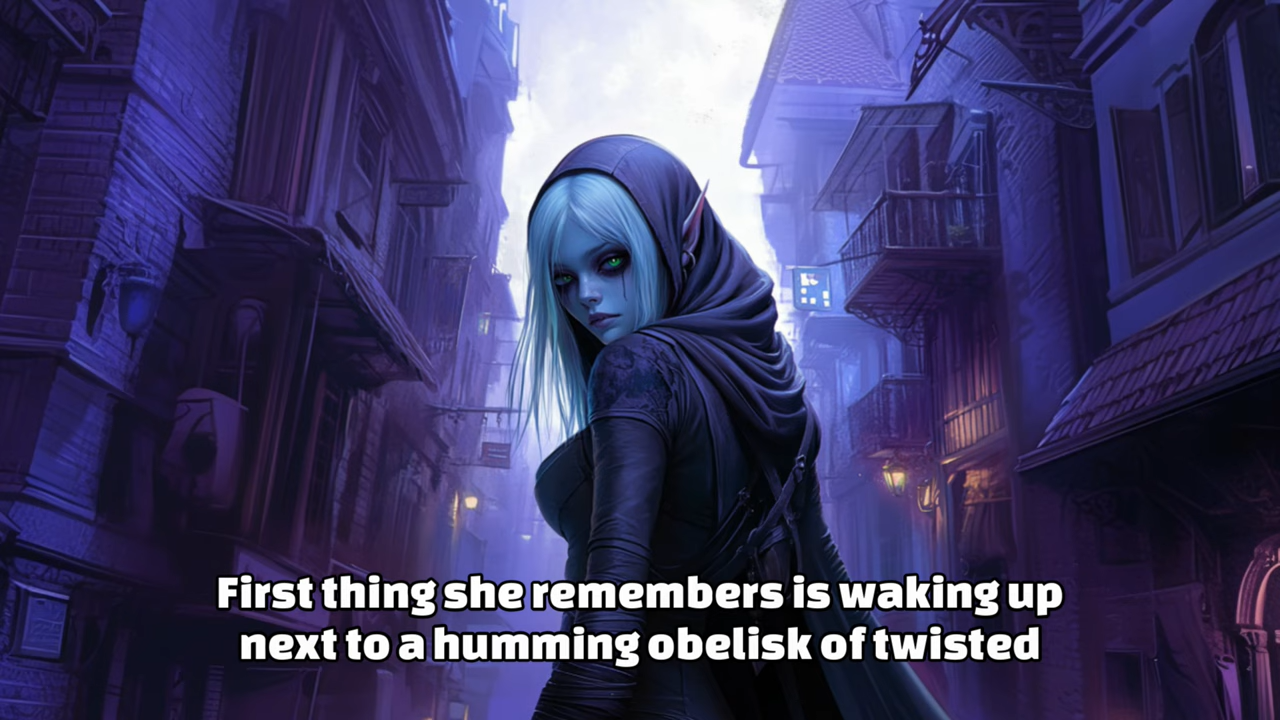 First thing she remembers is waking up
next to a humming obelisk of twisted